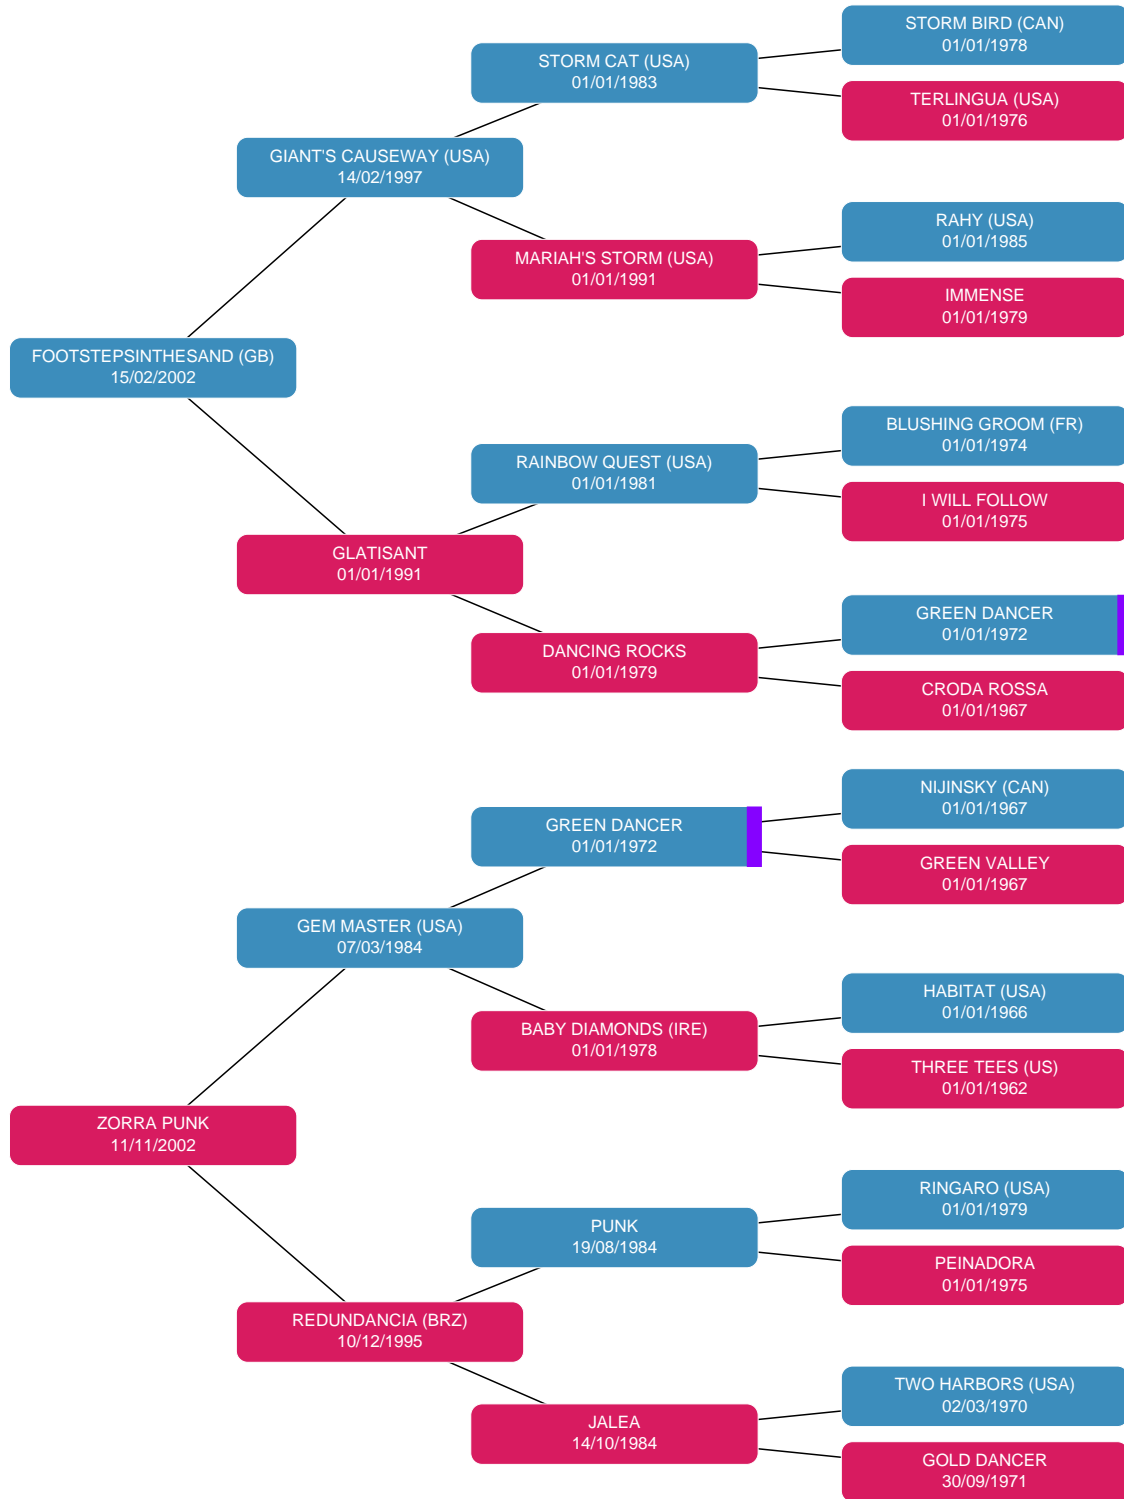 STORM BIRD (CAN)
01/01/1978
STORM CAT (USA)
01/01/1983
TERLINGUA (USA)
01/01/1976
GIANT'S CAUSEWAY (USA)
14/02/1997
RAHY (USA)
01/01/1985
MARIAH'S STORM (USA)
01/01/1991
IMMENSE
01/01/1979
FOOTSTEPSINTHESAND (GB)
15/02/2002
BLUSHING GROOM (FR)
01/01/1974
RAINBOW QUEST (USA)
01/01/1981
I WILL FOLLOW
01/01/1975
GLATISANT
01/01/1991
GREEN DANCER
01/01/1972
DANCING ROCKS
01/01/1979
CRODA ROSSA
01/01/1967
NIJINSKY (CAN)
01/01/1967
GREEN DANCER
01/01/1972
GREEN VALLEY
01/01/1967
GEM MASTER (USA)
07/03/1984
HABITAT (USA)
01/01/1966
BABY DIAMONDS (IRE)
01/01/1978
THREE TEES (US)
01/01/1962
ZORRA PUNK
11/11/2002
RINGARO (USA)
01/01/1979
PUNK
19/08/1984
PEINADORA
01/01/1975
REDUNDANCIA (BRZ)
10/12/1995
TWO HARBORS (USA)
02/03/1970
JALEA
14/10/1984
GOLD DANCER
30/09/1971